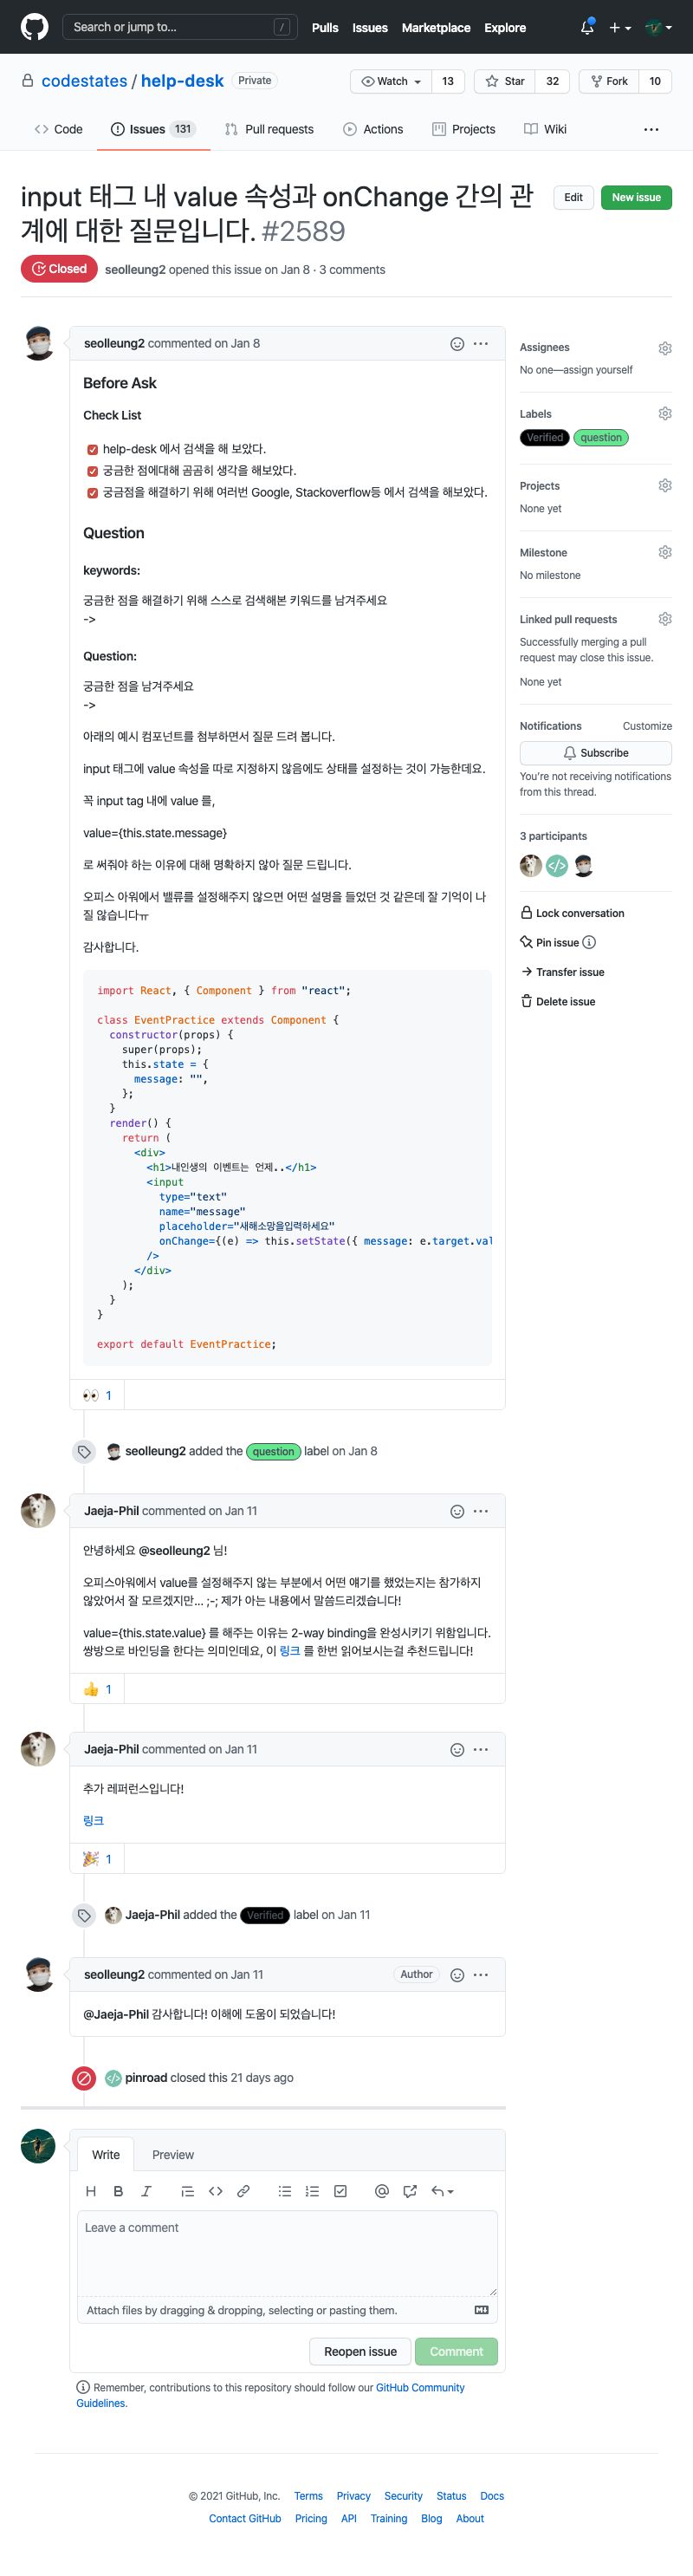 Search or jump to... /
Pulls Issues Marketplace Explore
codestates / help-desk Private
Watch 13 Star 32 Fork 10
Code Issues 131 Pull requests Actions Projects Wiki ...
input 태그 내 value 속성과 onChange 간의 관
계에 대한 질문입니다. #2589
Edit New issue
Closed seolleung2 opened this issue on Jan 8 · 3 comments
seolleung2 commented on Jan 8
Before Ask
Check List
help-desk 에서 검색을 해 보았다.
궁금한 점에대해 곰곰히 생각을 해보았다.
궁금점을 해결하기 위해 여러번 Google, Stackoverflow등 에서 검색을 해보았다.
Question
keywords:
궁금한 점을 해결하기 위해 스스로 검색해본 키워드를 남겨주세요
->
Question:
궁금한 점을 남겨주세요
->
아래의 예시 컴포넌트를 첨부하면서 질문 드려 봅니다.
input 태그에 value 속성을 따로 지정하지 않음에도 상태를 설정하는 것이 가능한데요.
꼭 input tag 내에 value 를,
value={this.state.message}
로 써줘야 하는 이유에 대해 명확하지 않아 질문 드립니다.
오피스 아워에서 밸류를 설정해주지 않으면 어떤 설명을 들었던 것 같은데 잘 기억이 나
질 않습니다ㅠ
감사합니다.
import React, { Component } from "react";
class EventPractice extends Component {
constructor(props) {
super(props);
this.state = {
message: "",
};
}
render() {
return (
<div>
<h1>내인생의 이벤트는 언제..</h1>
<input
type="text"
name="message"
placeholder="새해소망을입력하세요"
onChange={(e) => this.setState({ message: e.target.val
/>
</div>
);
}
}
export default EventPractice;
1
seolleung2 added the question label on Jan 8
Jaeja-Phil commented on Jan 11
안녕하세요 @seolleung2 님!
오피스아워에서 value를 설정해주지 않는 부분에서 어떤 얘기를 했었는지는 참가하지
않았어서 잘 모르겠지만... ;-; 제가 아는 내용에서 말씀드리겠습니다!
value={this.state.value} 를 해주는 이유는 2-way binding을 완성시키기 위함입니다.
쌍방으로 바인딩을 한다는 의미인데요, 이 링크 를 한번 읽어보시는걸 추천드립니다!
1
Jaeja-Phil commented on Jan 11
추가 레퍼런스입니다!
링크
1
Jaeja-Phil added the Verified label on Jan 11
seolleung2 commented on Jan 11 Author
@Jaeja-Phil 감사합니다! 이해에 도움이 되었습니다!
pinroad closed this 21 days ago
Write Preview
Leave a comment
Attach files by dragging & dropping, selecting or pasting them.
Reopen issue Comment
Remember, contributions to this repository should follow our GitHub Community
Guidelines.
Assignees
No one—assign yourself
Labels
Verified question
Projects
None yet
Milestone
No milestone
Linked pull requests
Successfully merging a pull
request may close this issue.
None yet
Notifications Customize
Subscribe
You're not receiving notifications
from this thread.
3 participants
Lock conversation
Pin issue
Transfer issue
Delete issue
© 2021 GitHub, Inc. Terms Privacy Security Status Docs
Contact GitHub Pricing API Training Blog About